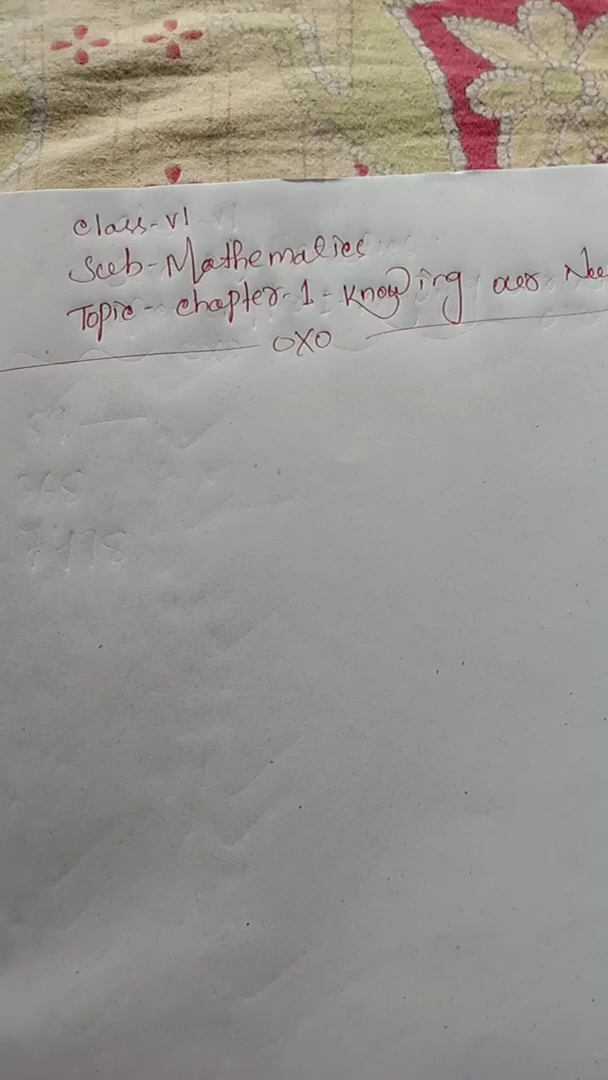 class-VI
Sub-Mathematics
Topic- chapter-1-Knowing our
OXO